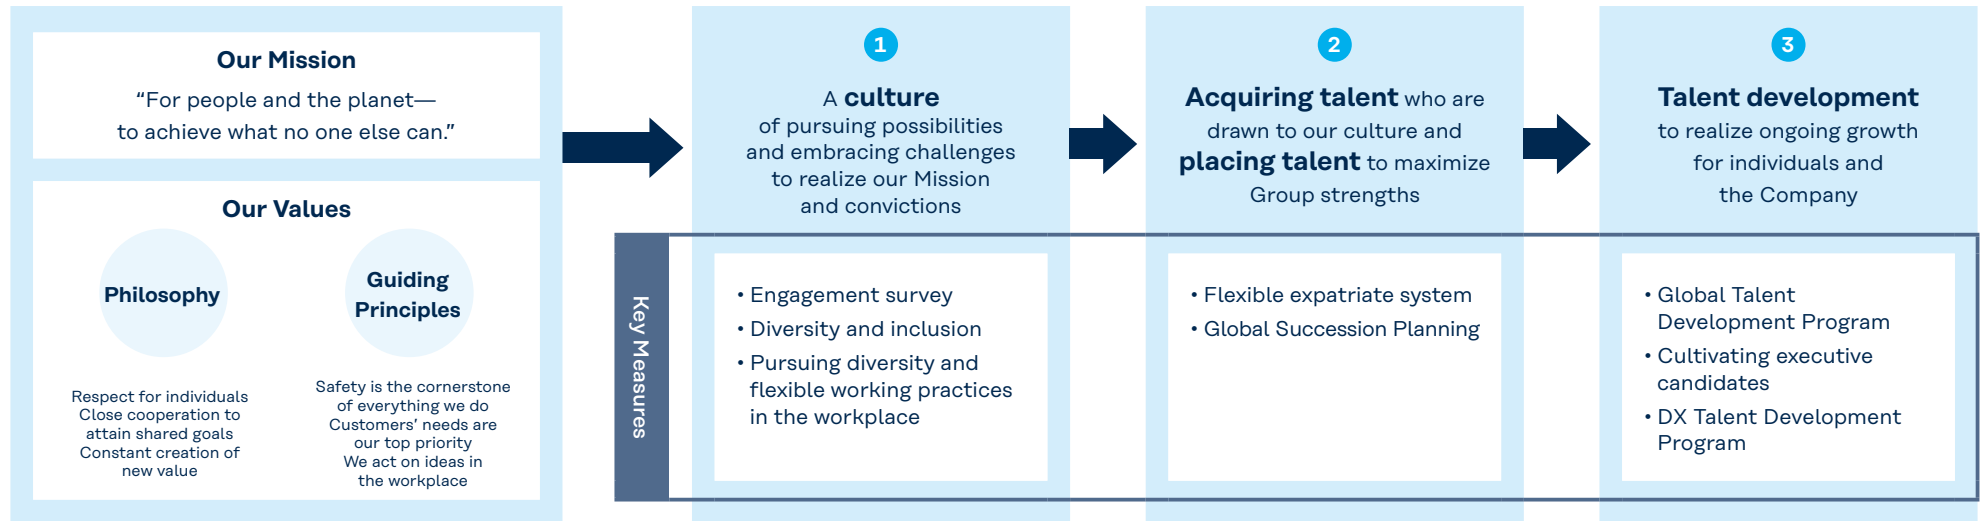 Our Mission
“For people and the planet—
to achieve what no one else can.”
Our Values
Philosophy
Respect for individuals
Close cooperation to
attain shared goals
Constant creation of
new value
Guiding
Principles
Safety is the cornerstone
of everything we do
Customers’ needs are
our top priority
We act on ideas in
the workplace
1
A culture
of pursuing possibilities
and embracing challenges
to realize our Mission
and convictions
2
Acquiring talent who are
drawn to our culture and
placing talent to maximize
Group strengths
3
Talent development
to realize ongoing growth
for individuals and
the Company
Key Measures
• Engagement survey
• Diversity and inclusion
• Pursuing diversity and
flexible working practices
in the workplace
• Flexible expatriate system
• Global Succession Planning
• Global Talent
Development Program
• Cultivating executive
candidates
• DX Talent Development
Program